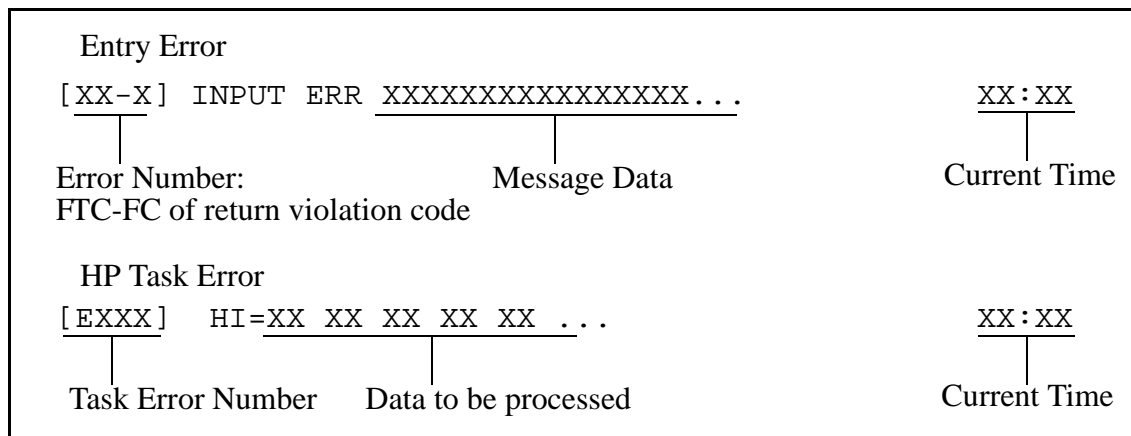 Entry Error
[XX-X] INPUT ERR XXXXXXXXXXXXXXXX... XX:XX
Error Number: Message Data Current Time
FTC-FC of return violation code
HP Task Error
[EXXX] HI=XX XX XX XX XX ... XX:XX
Task Error Number Data to be processed Current Time